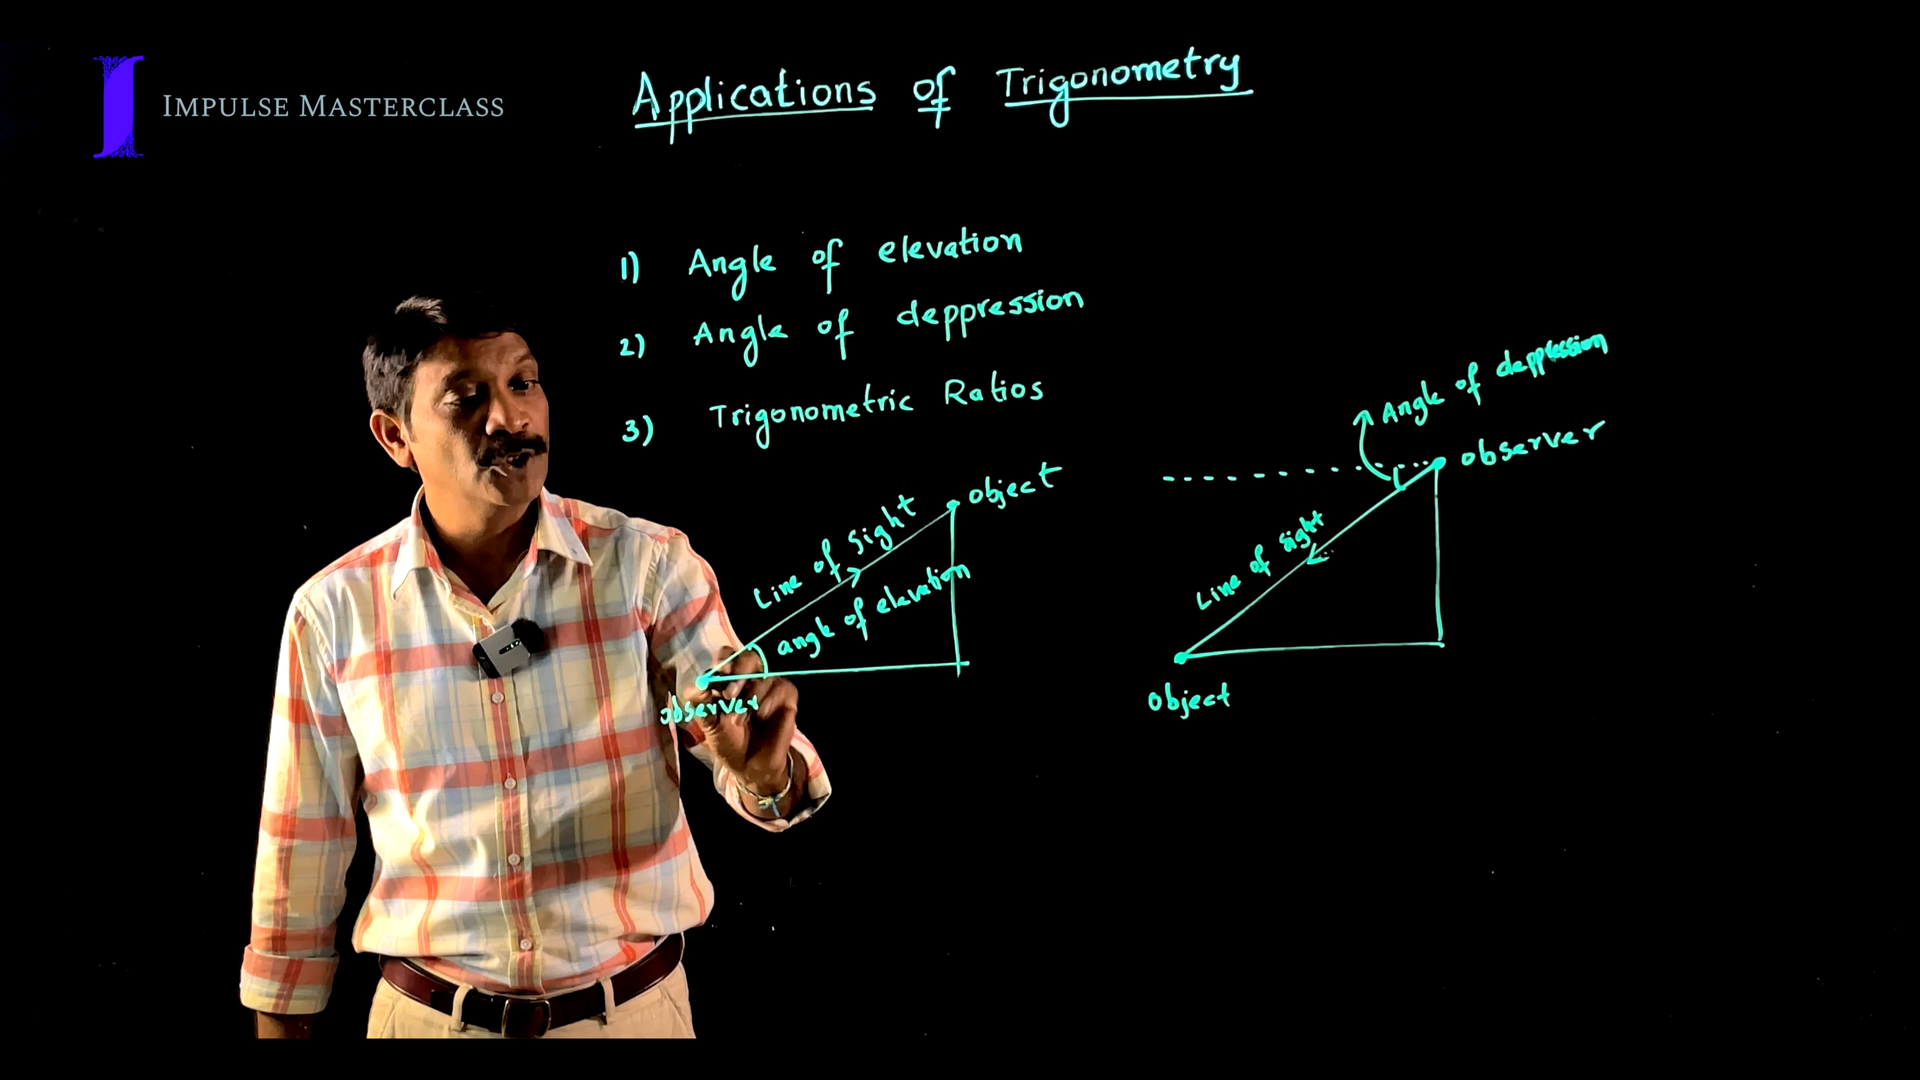 IMPULSE MASTERCLASS
Applications of Trigonometry
1) Angle of elevation
2) Angle of deppression
3) Trigonometric Ratios
object
Line of sight
angle of elevation
observer
Angle of deppression
observer
Line of sight
object